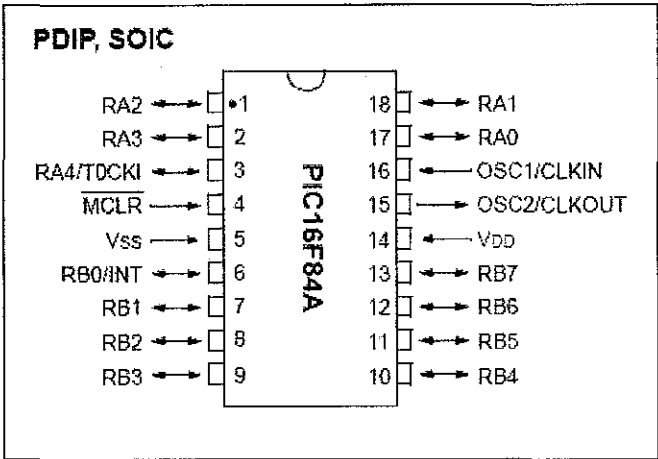 PDIP, SOIC
RA2 1 18 RA1
RA3 2 17 RA0
RA4/T0CKI 3 16 OSC1/CLKIN
MCLR 4 15 OSC2/CLKOUT
VSS 5 14 VDD
RB0/INT 6 13 RB7
RB1 7 12 RB6
RB2 8 11 RB5
RB3 9 10 RB4
PIC16F84A